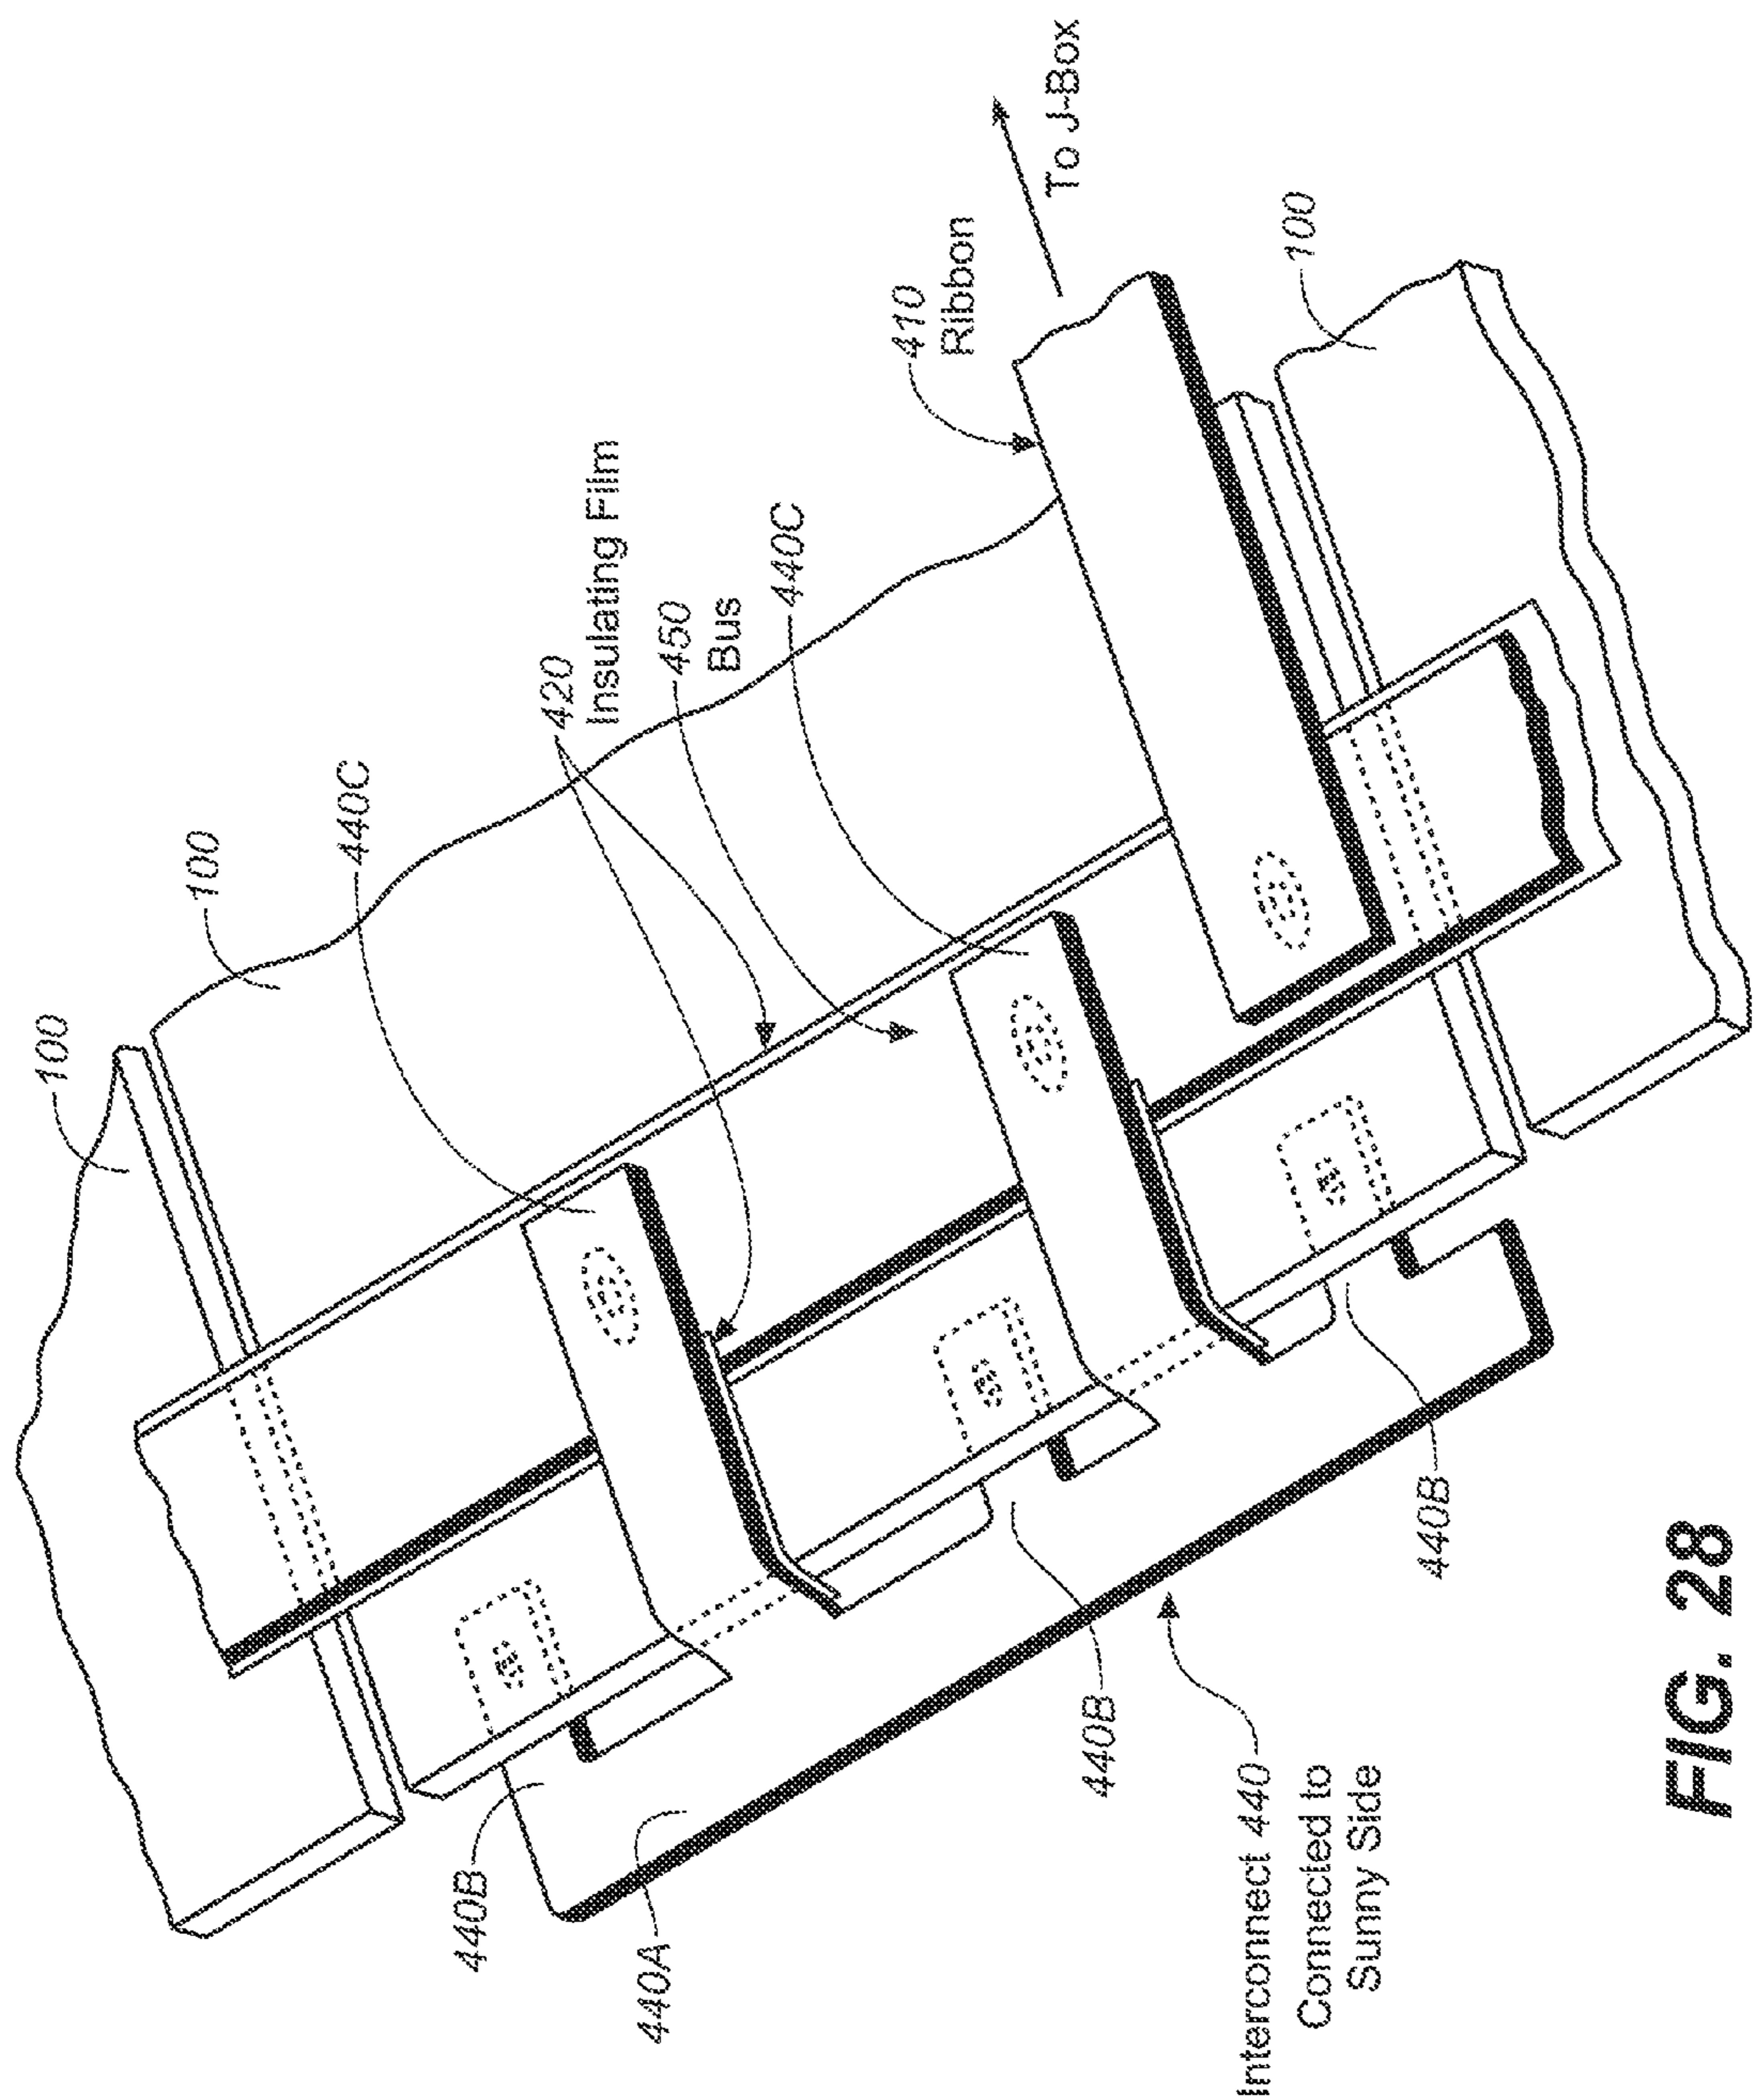 100
100
440C
420
Insulating Film
450
Bus
440C
410
Ribbon
To J-Box
100
440B
440A
440B
440B
Interconnect 440
Connected to
Sunny Side
FIG. 28